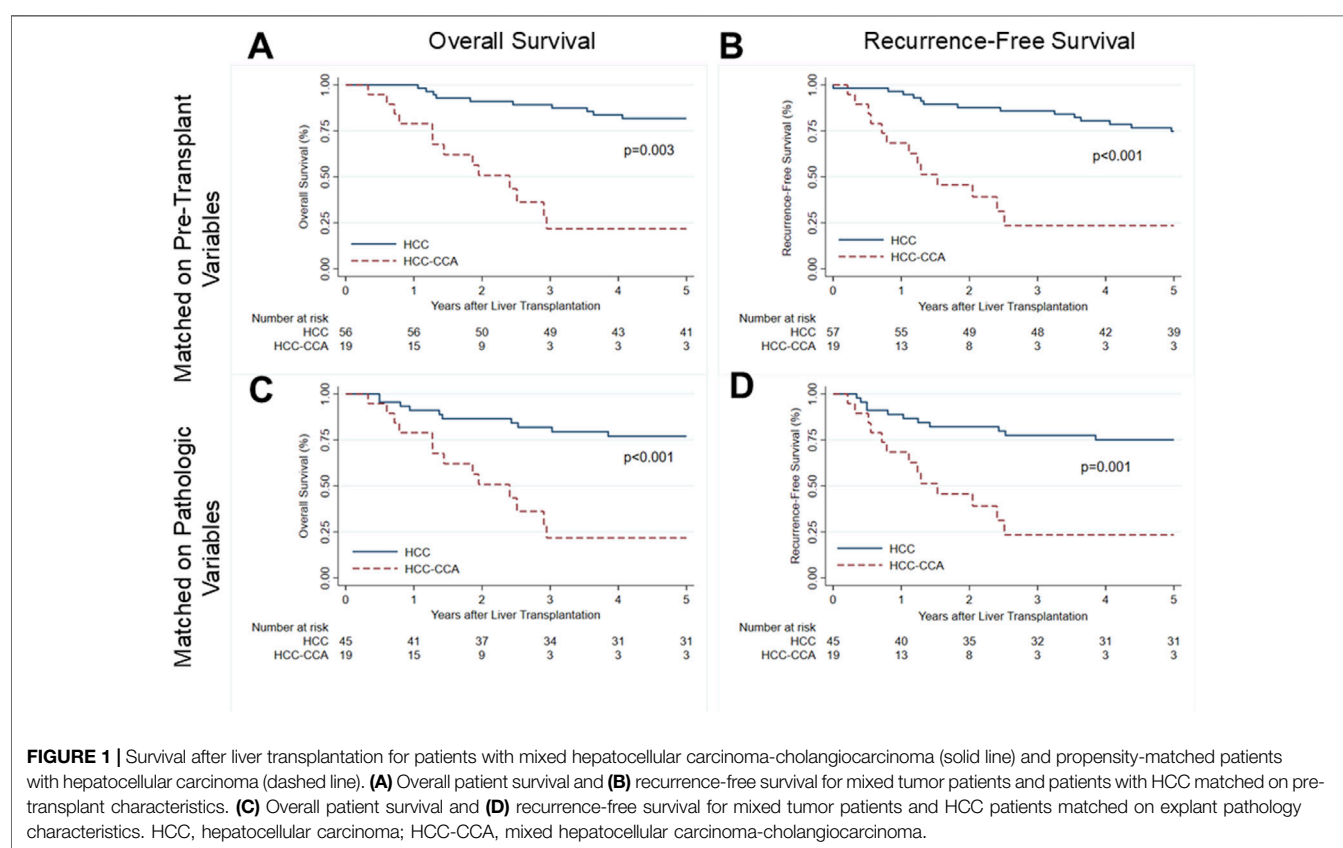 A Overall Survival
B Recurrence-Free Survival
Matched on Pre-Transplant
Variables
Overall Survival (%)
1.00
0.75
0.50
0.25
0.00
p=0.003
HCC
HCC-CCA
0 1 2 3 4 5
Years after Liver Transplantation
Number at risk
HCC 56 56 50 49 43 41
HCC-CCA 19 15 9 3 3 3
Recurrence-Free Survival (%)
1.00
0.75
0.50
0.25
0.00
p<0.001
HCC
HCC-CCA
0 1 2 3 4 5
Years after Liver Transplantation
Number at risk
HCC 57 55 49 48 42 39
HCC-CCA 19 13 8 3 3 3
Matched on Pathologic
Variables
C
Overall Survival (%)
1.00
0.75
0.50
0.25
0.00
p<0.001
HCC
HCC-CCA
0 1 2 3 4 5
Years after Liver Transplantation
Number at risk
HCC 45 41 37 34 31 31
HCC-CCA 19 15 9 3 3 3
D
Recurrence-Free Survival (%)
1.00
0.75
0.50
0.25
0.00
p=0.001
HCC
HCC-CCA
0 1 2 3 4 5
Years after Liver Transplantation
Number at risk
HCC 45 40 35 32 31 31
HCC-CCA 19 13 8 3 3 3
FIGURE 1 | Survival after liver transplantation for patients with mixed hepatocellular carcinoma-cholangiocarcinoma (solid line) and propensity-matched patients
with hepatocellular carcinoma (dashed line). (A) Overall patient survival and (B) recurrence-free survival for mixed tumor patients and patients with HCC matched on pre-
transplant characteristics. (C) Overall patient survival and (D) recurrence-free survival for mixed tumor patients and HCC patients matched on explant pathology
characteristics. HCC, hepatocellular carcinoma; HCC-CCA, mixed hepatocellular carcinoma-cholangiocarcinoma.